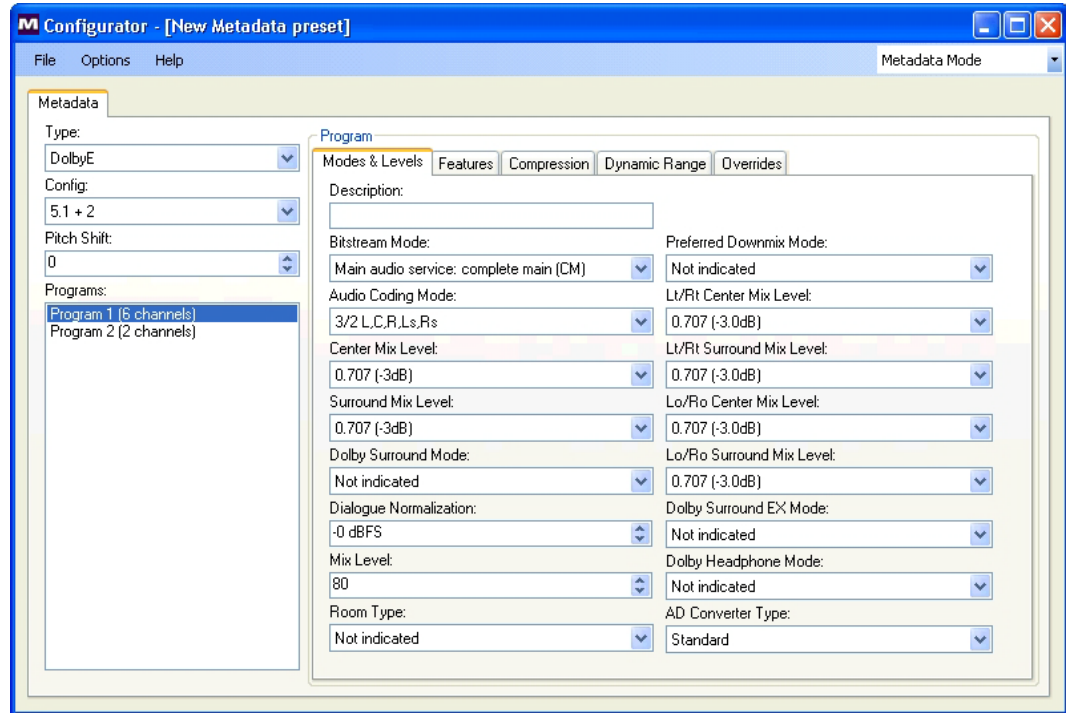 M Configurator - [New Metadata preset]
File Options Help Metadata Mode
Metadata
Type:
DolbyE
Config:
5.1 + 2
Pitch Shift:
0
Programs:
Program 1 (6 channels)
Program 2 (2 channels)
Program
Modes & Levels Features Compression Dynamic Range Overrides
Description:
Bitstream Mode: Preferred Downmix Mode:
Main audio service: complete main (CM) Not indicated
Audio Coding Mode: Lt/Rt Center Mix Level:
3/2 L,C,R,Ls,Rs 0.707 (-3.0dB)
Center Mix Level: Lt/Rt Surround Mix Level:
0.707 (-3dB) 0.707 (-3.0dB)
Surround Mix Level: Lo/Ro Center Mix Level:
0.707 (-3dB) 0.707 (-3.0dB)
Dolby Surround Mode: Lo/Ro Surround Mix Level:
Not indicated 0.707 (-3.0dB)
Dialogue Normalization: Dolby Surround EX Mode:
-0 dBFS Not indicated
Mix Level: Dolby Headphone Mode:
80 Not indicated
Room Type: AD Converter Type:
Not indicated Standard